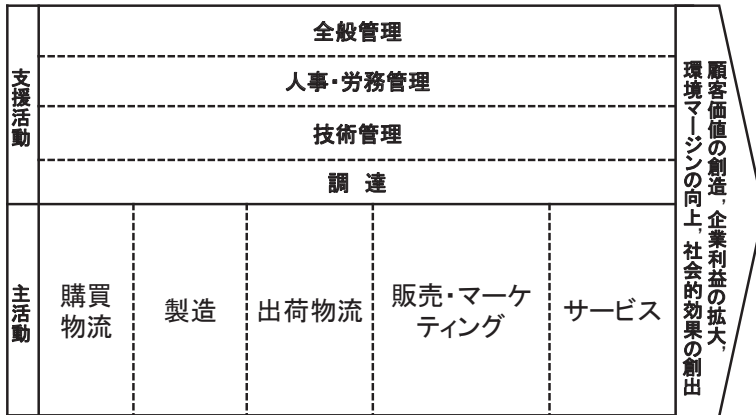 支援活動
全般管理
人事・労務管理
技術管理
調 達
主活動
購買
物流
製造
出荷物流
販売・マーケ
ティング
サービス
顧客価値の創造，企業利益の拡大，
環境マージンの向上，社会的効果の創出